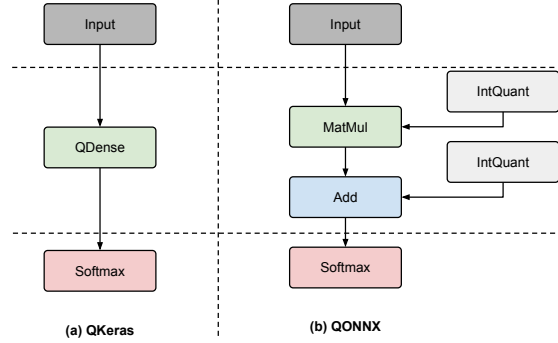 Input
QDense
Softmax
(a) QKeras
Input
IntQuant
MatMul
IntQuant
Add
Softmax
(b) QONNX